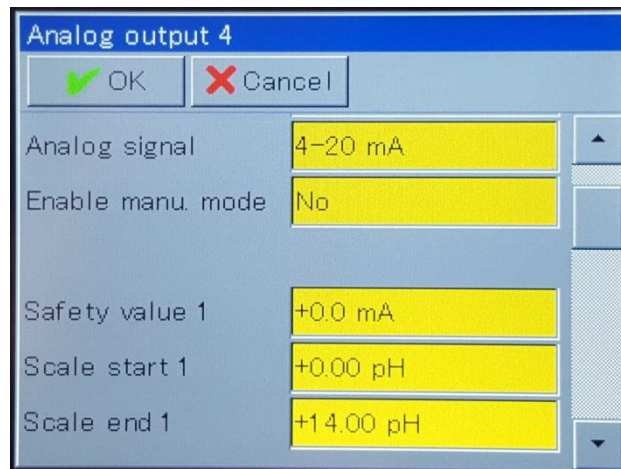 Analog output 4
OK Cancel
Analog signal 4-20 mA
Enable manu. mode No
Safety value 1 +0.0 mA
Scale start 1 +0.00 pH
Scale end 1 +14.00 pH